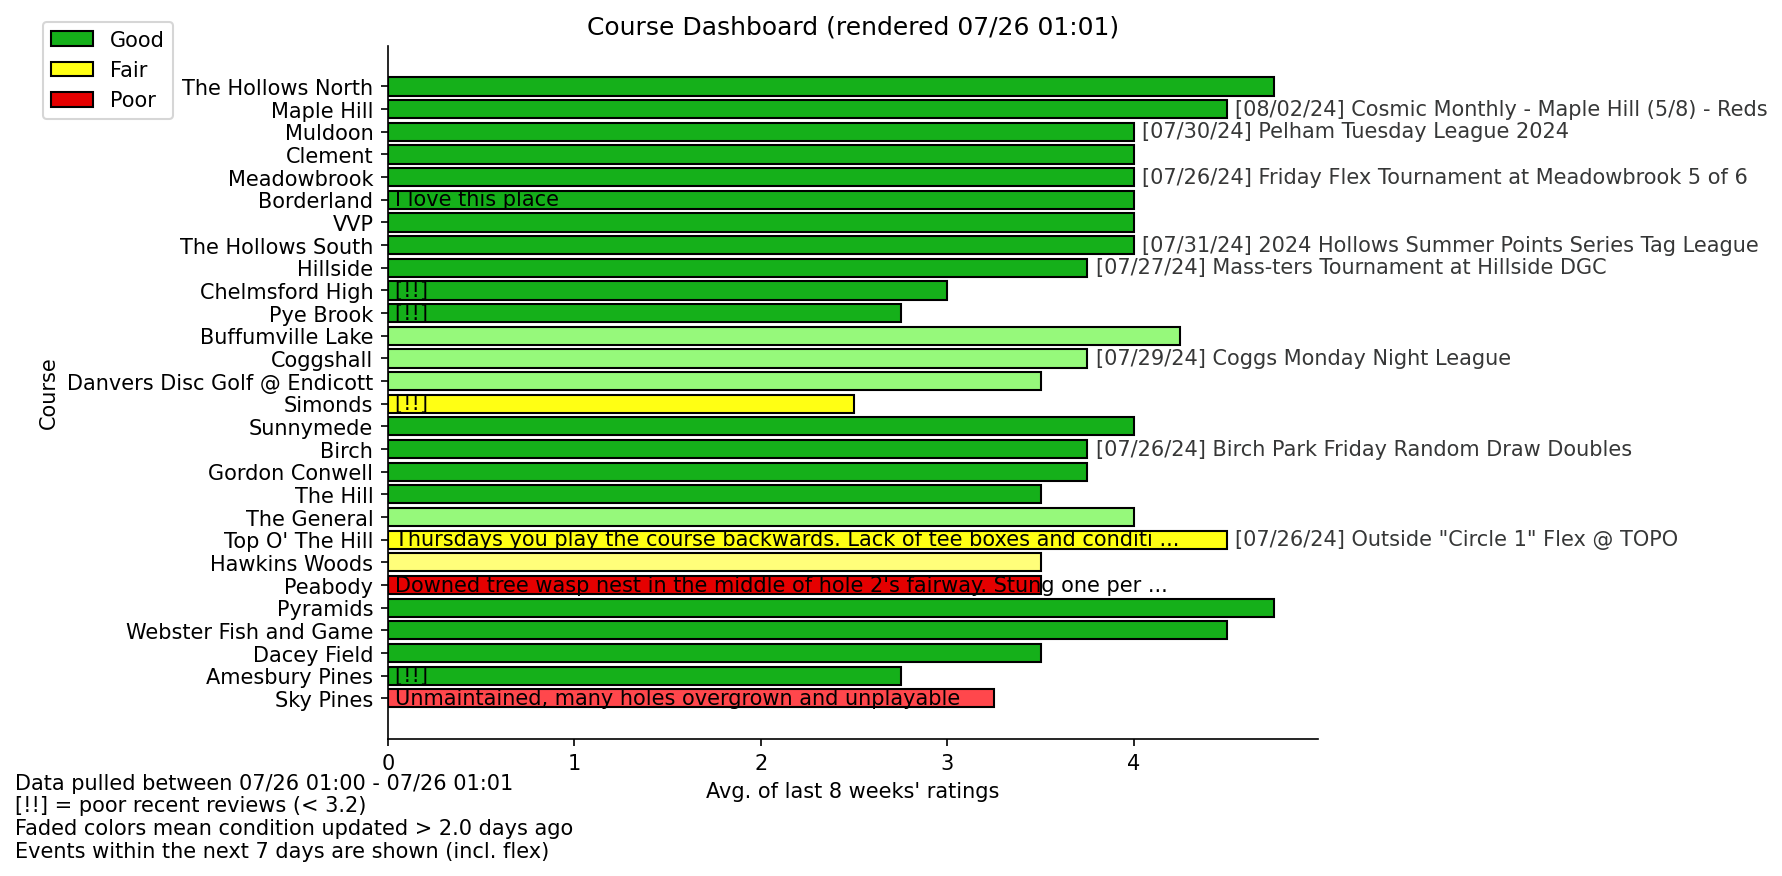 Course Dashboard (rendered 07/26 01:01)
Good
Fair
Poor
The Hollows North
Maple Hill [08/02/24] Cosmic Monthly - Maple Hill (5/8) - Reds
Muldoon [07/30/24] Pelham Tuesday League 2024
Clement
Meadowbrook [07/26/24] Friday Flex Tournament at Meadowbrook 5 of 6
Borderland I love this place
VVP
The Hollows South [07/31/24] 2024 Hollows Summer Points Series Tag League
Hillside [07/27/24] Mass-ters Tournament at Hillside DGC
Chelmsford High [!!]
Pye Brook [!!]
Buffumville Lake
Coggshall [07/29/24] Coggs Monday Night League
Danvers Disc Golf @ Endicott
Simonds [!!]
Sunnymede
Birch [07/26/24] Birch Park Friday Random Draw Doubles
Gordon Conwell
The Hill
The General
Top O' The Hill Thursdays you play the course backwards. Lack of tee boxes and conditi ... [07/26/24] Outside "Circle 1" Flex @ TOPO
Hawkins Woods
Peabody Downed tree wasp nest in the middle of hole 2's fairway. Stung one per ...
Pyramids
Webster Fish and Game
Dacey Field
Amesbury Pines [!!]
Sky Pines Unmaintained, many holes overgrown and unplayable
Course
0 1 2 3 4
Avg. of last 8 weeks' ratings
Data pulled between 07/26 01:00 - 07/26 01:01
[!!] = poor recent reviews (< 3.2)
Faded colors mean condition updated > 2.0 days ago
Events within the next 7 days are shown (incl. flex)